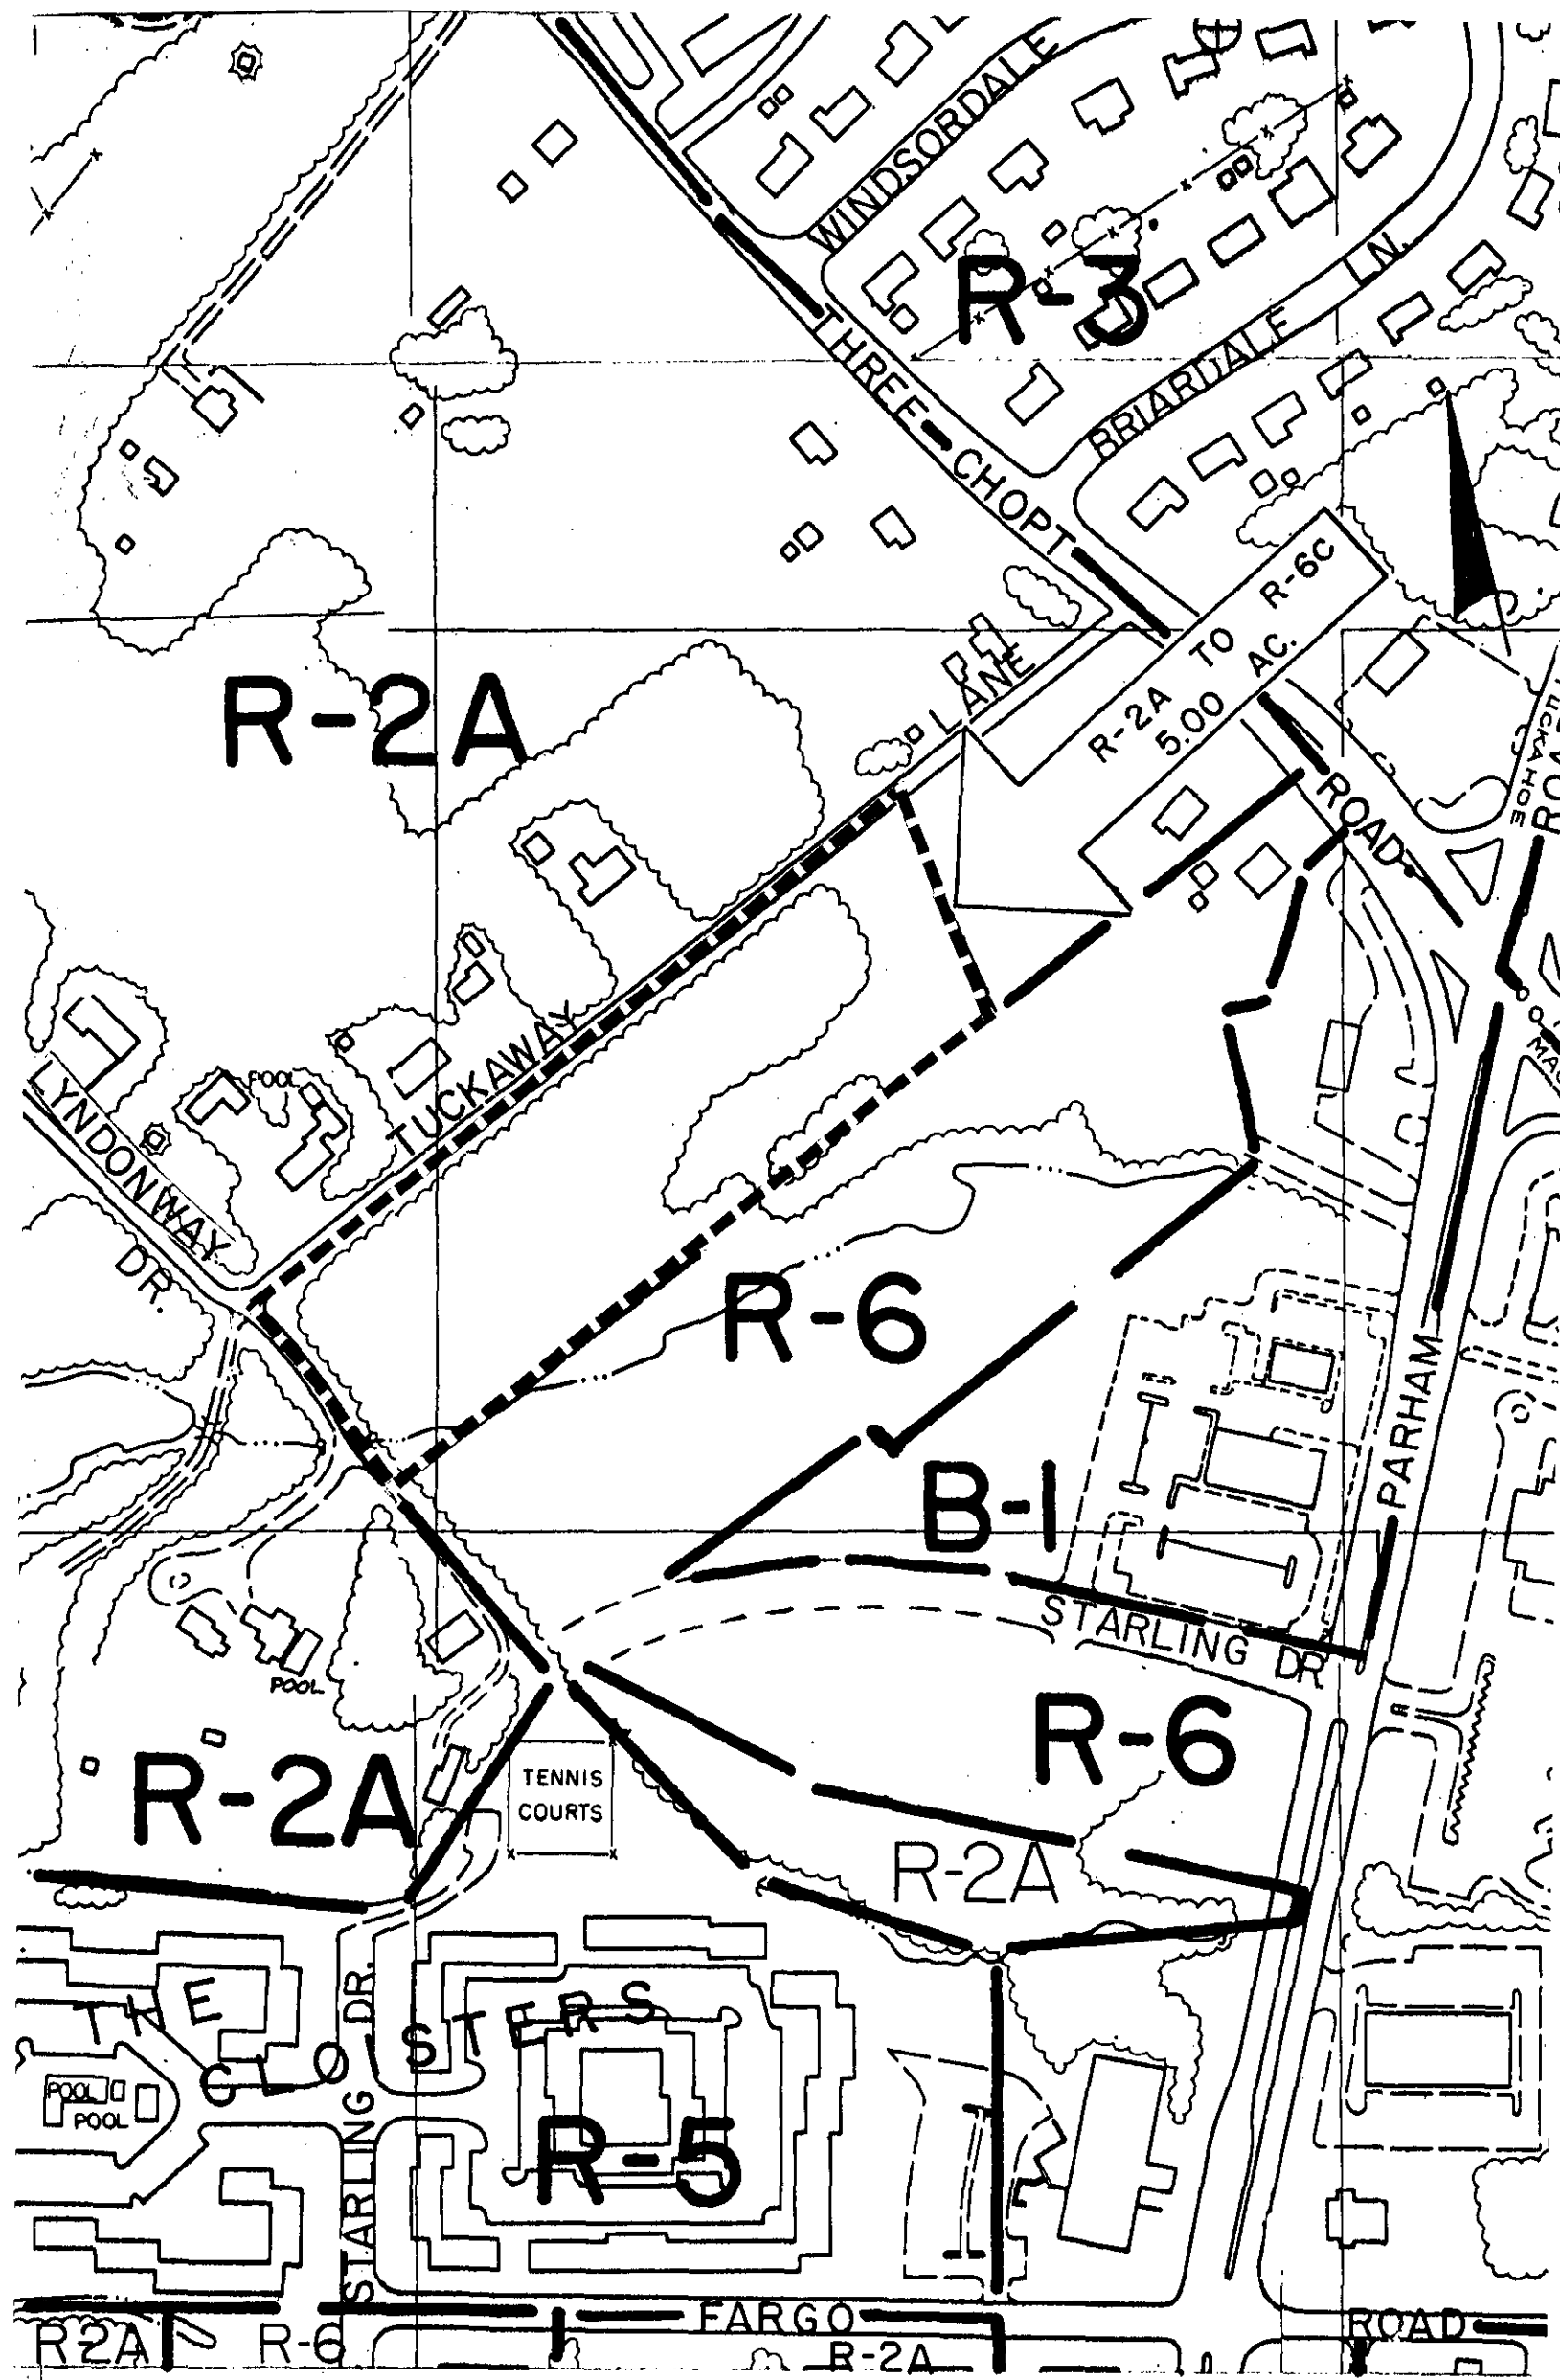 WINDSORDALE
R-3
BRIARDALE LN.
THREE-CHOPT
R-2A TO R-6C
5.00 AC.
R-2A
LANE
TUCKAHOE
ROAD
POOL
TUCKAWAY
LYNDONWAY
DR.
R-6
PARHAM
B-1
STARLING DR
POOL
R-6
TENNIS
COURTS
R-2A
R-2A
THE
CLOISTERS
STARLING DR.
POOL
POOL
R-5
FARGO
ROAD
R-2A
R-6
R-2A